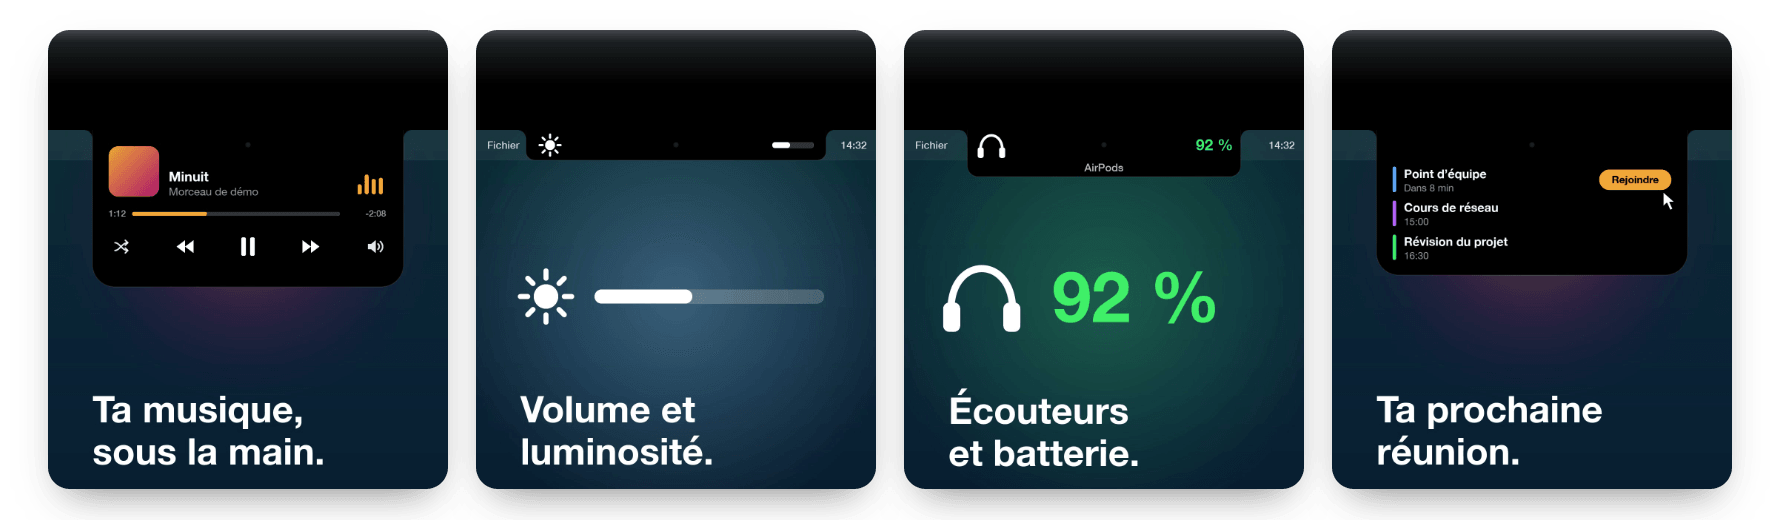 Minuit
Morceau de démo
1:12
-2:08
Ta musique,
sous la main.
Fichier
14:32
Volume et
luminosité.
Fichier
92 %
14:32
AirPods
92 %
Écouteurs
et batterie.
Point d'équipe
Dans 8 min
Rejoindre
Cours de réseau
15:00
Révision du projet
16:30
Ta prochaine
réunion.